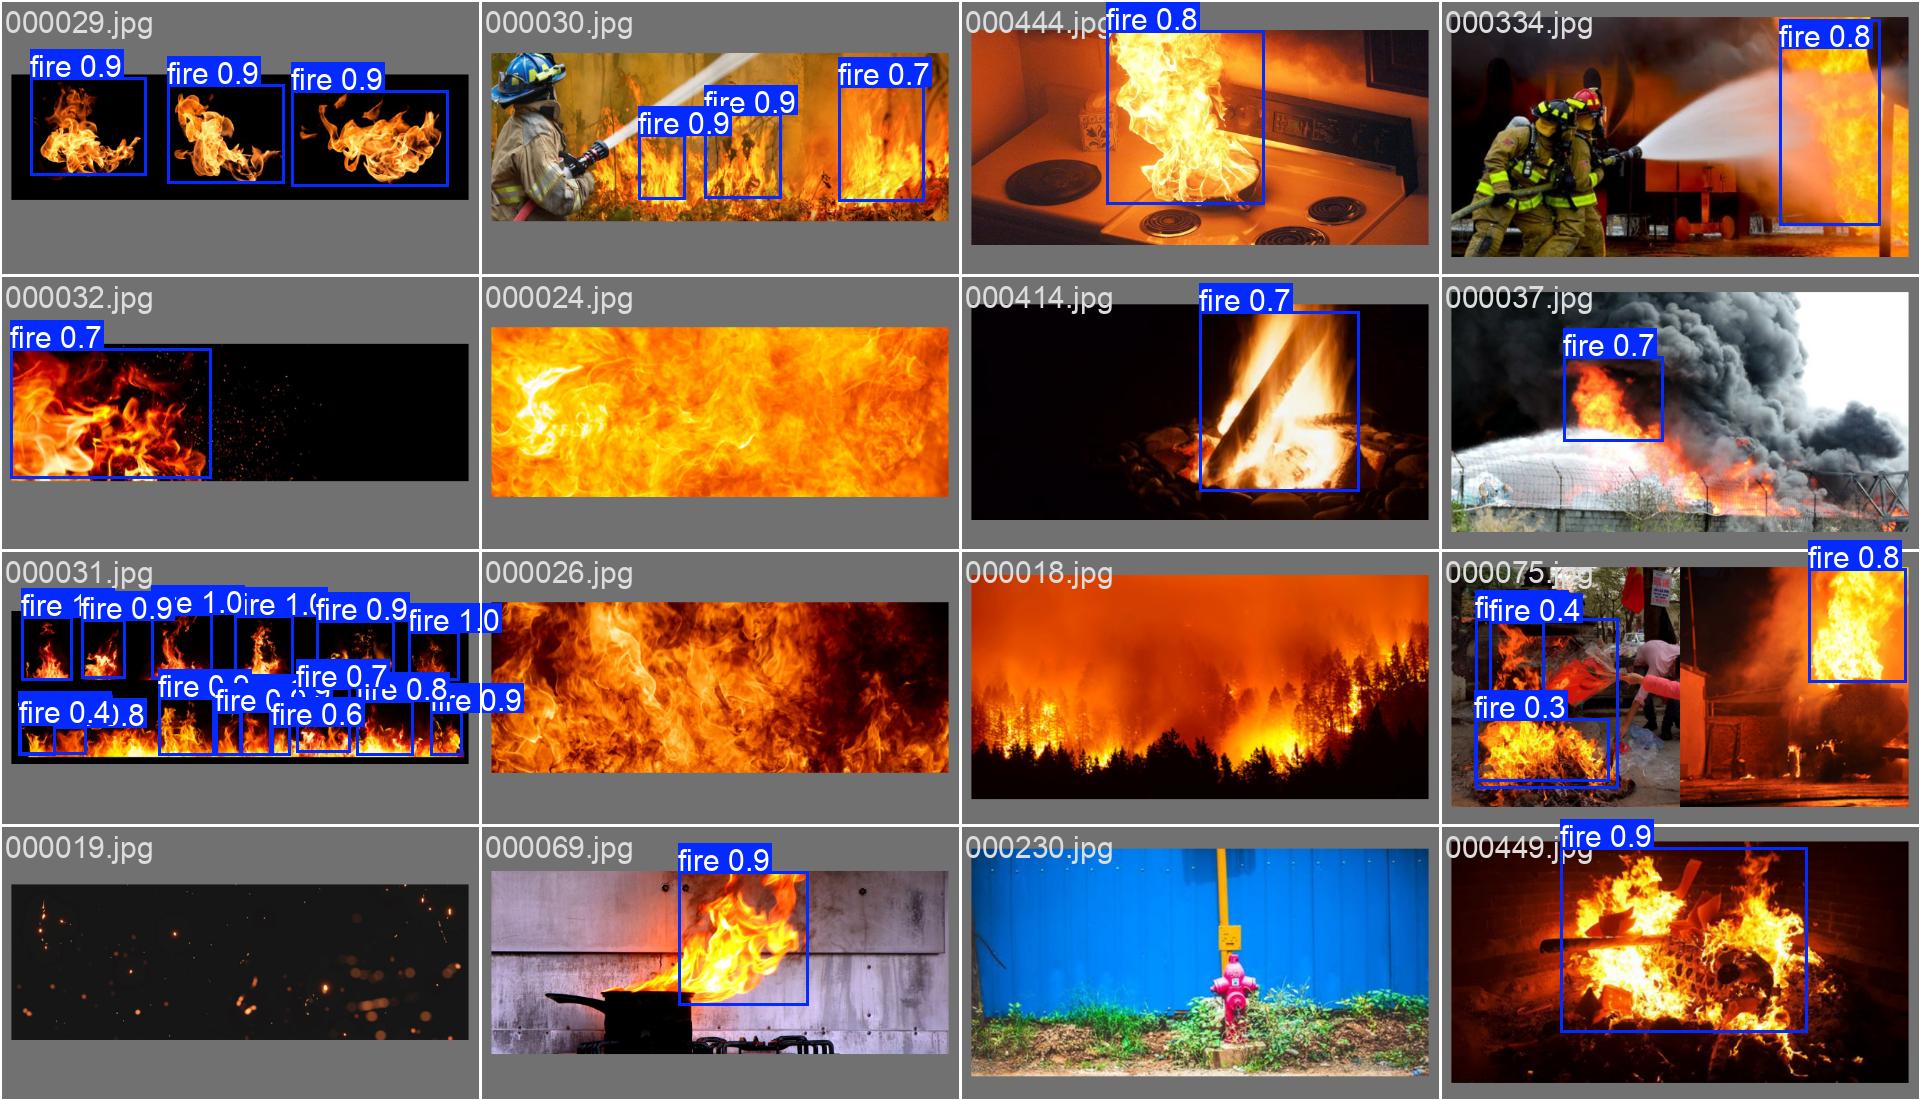 000029.jpg
fire 0.9
fire 0.9
fire 0.9
000030.jpg
fire 0.7
fire 0.9
fire 0.9
000444.jpg
fire 0.8
000334.jpg
fire 0.8
000032.jpg
fire 0.7
000024.jpg
000414.jpg
fire 0.7
000037.jpg
fire 0.7
000031.jpg
fire 0.9
fire 0.9
1.0
fire 0.7
fire 0.8
0.9
fire 0.4
fire 0.6
000026.jpg
000018.jpg
000075.jpg
fire 0.8
fire 0.4
fire 0.3
000019.jpg
000069.jpg
fire 0.9
000230.jpg
000449.jpg
fire 0.9